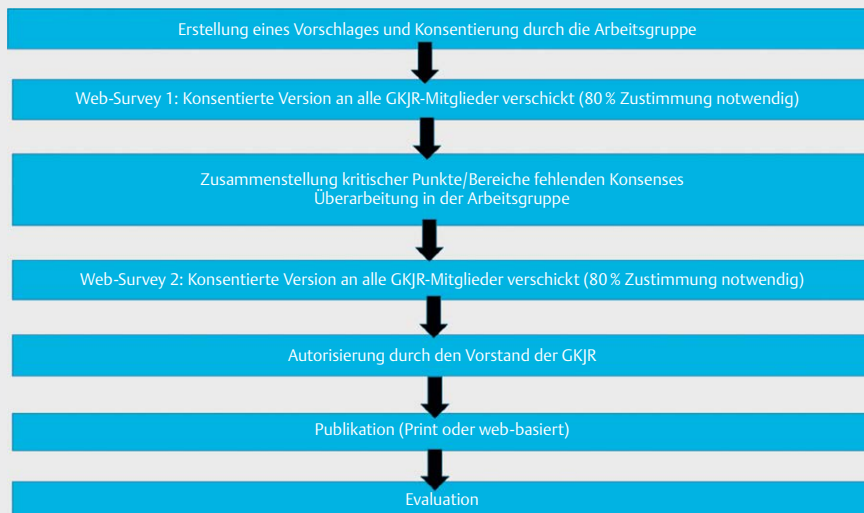 Erstellung eines Vorschlages und Konsentierung durch die Arbeitsgruppe
Web-Survey 1: Konsentierte Version an alle GKJR-Mitglieder verschickt (80 % Zustimmung notwendig)
Zusammenstellung kritischer Punkte/Bereiche fehlenden Konsenses
Überarbeitung in der Arbeitsgruppe
Web-Survey 2: Konsentierte Version an alle GKJR-Mitglieder verschickt (80 % Zustimmung notwendig)
Autorisierung durch den Vorstand der GKJR
Publikation (Print oder web-basiert)
Evaluation